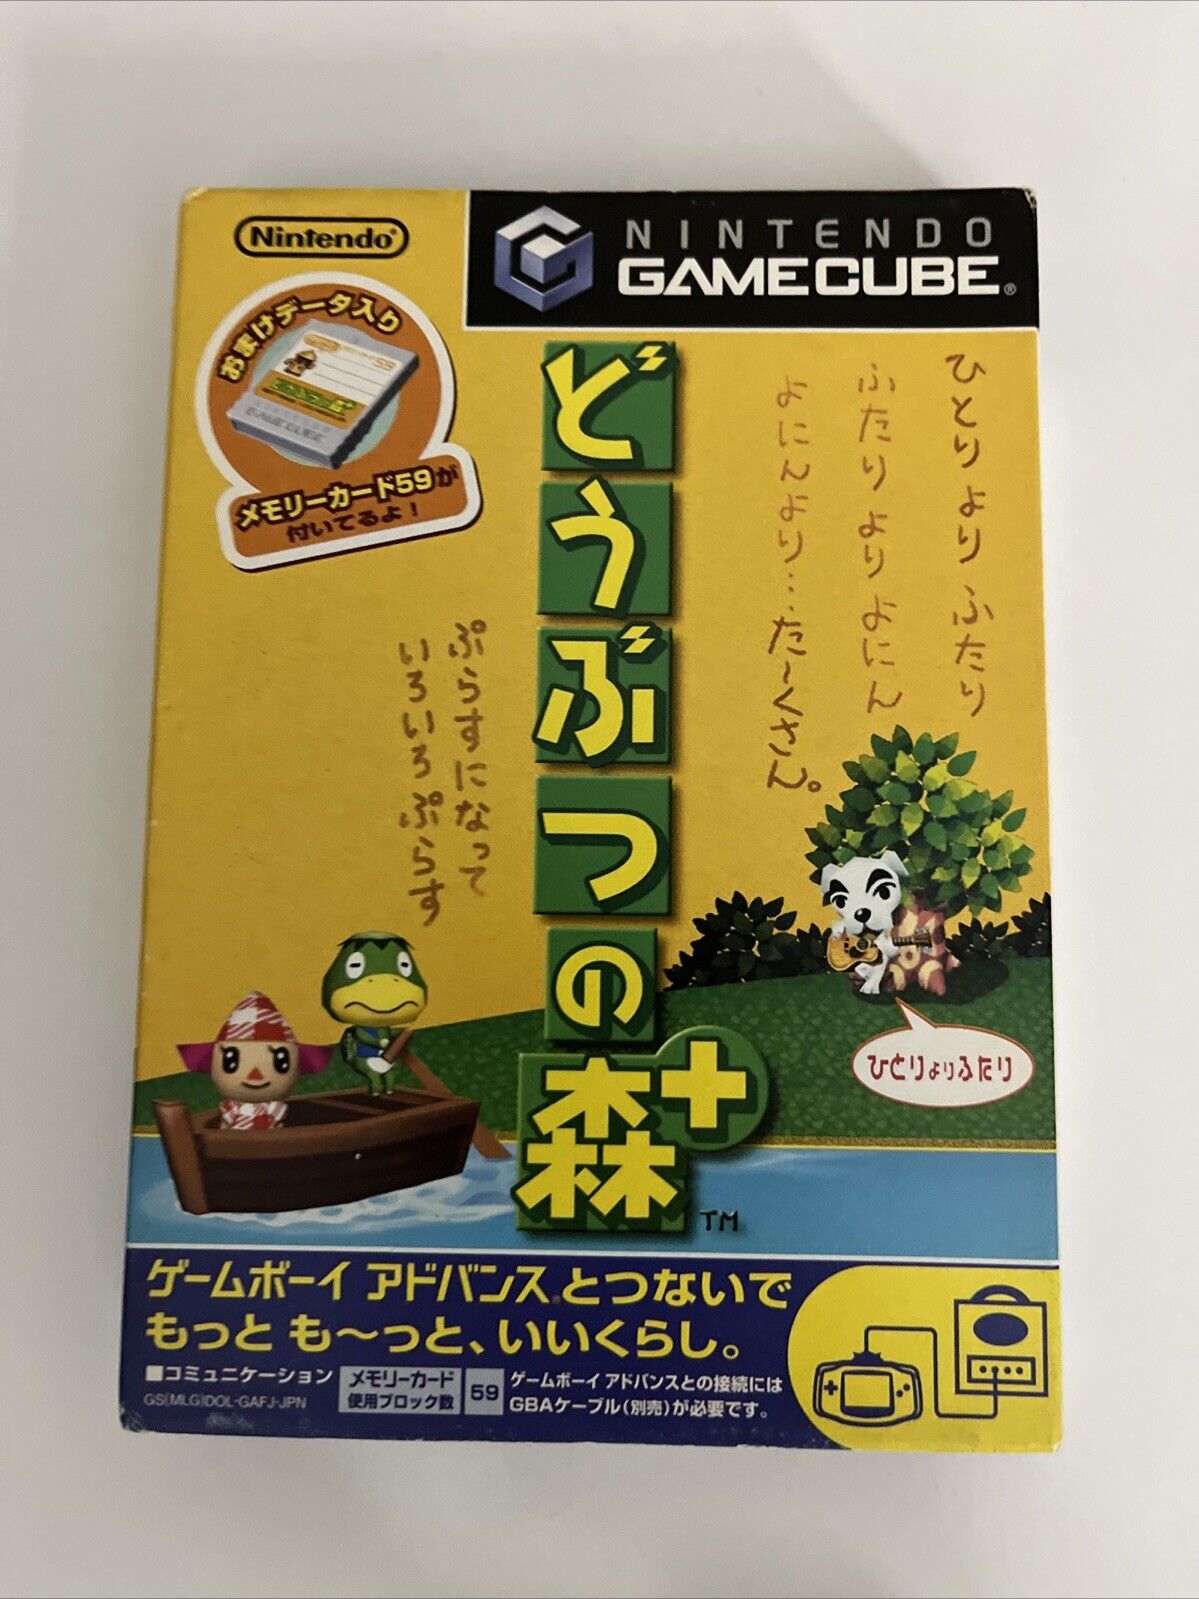 Nintendo®
NINTENDO
GAMECUBE®
おまけデータ入り
59
NINTENDO
GAMECUBE
メモリーカード59が
付いてるよ!
どうぶつの森+
TM
ひとりよりふたり
ふたりよりよにん
よにんより…た〜くさん。
ぷらすになって
いろいろぷらす
ひとりよりふたり
ゲームボーイ アドバンス®とつないで
もっと も〜っと、いいくらし。
■コミュニケーション
メモリーカード
使用ブロック数
59
ゲームボーイ アドバンスとの接続には
GBAケーブル(別売)が必要です。
GS(MLG)DOL-GAFJ-JPN